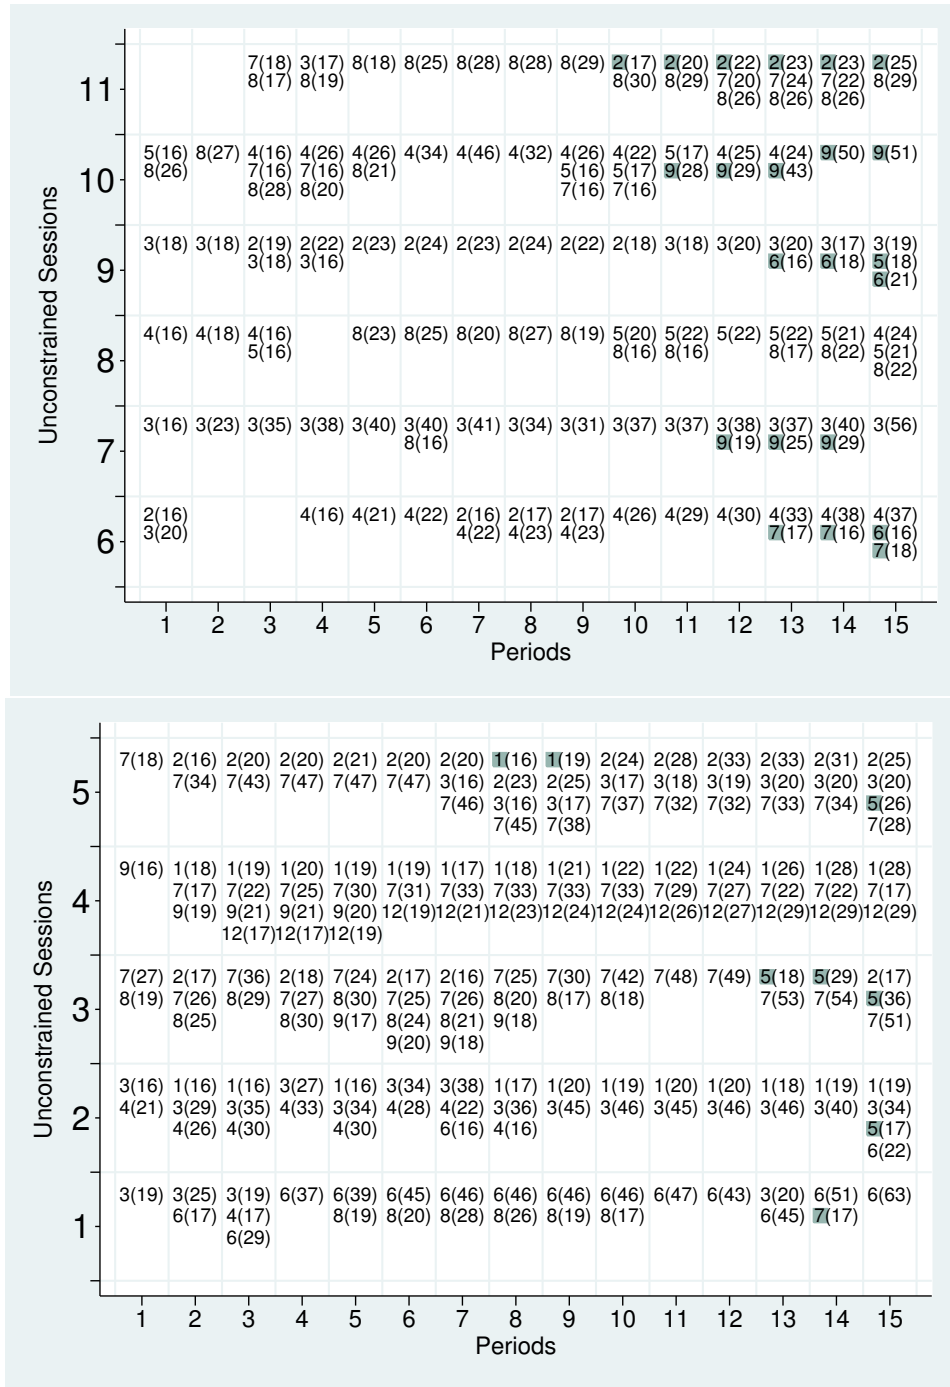 Unconstrained Sessions
11
7(18) 3(17) 8(18) 8(25) 8(28) 8(28) 8(29) 2(17) 2(20) 2(22) 2(23) 2(23) 2(25)
8(17) 8(19) 8(30) 8(29) 7(20) 7(24) 7(22) 8(29)
8(26) 8(26) 8(26)
10
5(16) 8(27) 4(16) 4(26) 4(26) 4(34) 4(46) 4(32) 4(26) 4(22) 5(17) 4(25) 4(24) 9(50) 9(51)
8(26) 7(16) 7(16) 8(21) 5(16) 5(17) 9(28) 9(29) 9(43)
8(28) 8(20) 7(16) 7(16)
9
3(18) 3(18) 2(19) 2(22) 2(23) 2(24) 2(23) 2(24) 2(22) 2(18) 3(18) 3(20) 3(20) 3(17) 3(19)
3(18) 3(16) 6(16) 6(18) 5(18)
6(21)
8
4(16) 4(18) 4(16) 8(23) 8(25) 8(20) 8(27) 8(19) 5(20) 5(22) 5(22) 5(22) 5(21) 4(24)
5(16) 8(16) 8(16) 8(17) 8(22) 5(21)
8(22)
7
3(16) 3(23) 3(35) 3(38) 3(40) 3(40) 3(41) 3(34) 3(31) 3(37) 3(37) 3(38) 3(37) 3(40) 3(56)
8(16) 9(19) 9(25) 9(29)
6
2(16) 4(16) 4(21) 4(22) 2(16) 2(17) 2(17) 4(26) 4(29) 4(30) 4(33) 4(38) 4(37)
3(20) 4(22) 4(23) 4(23) 7(17) 7(16) 6(16)
7(18)
1 2 3 4 5 6 7 8 9 10 11 12 13 14 15
Periods
Unconstrained Sessions
5
7(18) 2(16) 2(20) 2(20) 2(21) 2(20) 2(20) 1(16) 1(19) 2(24) 2(28) 2(33) 2(33) 2(31) 2(25)
7(34) 7(43) 7(47) 7(47) 7(47) 3(16) 2(23) 2(25) 3(17) 3(18) 3(19) 3(20) 3(20) 3(20)
7(46) 3(16) 3(17) 7(37) 7(32) 7(32) 7(33) 7(34) 5(26)
7(45) 7(38) 7(28)
4
9(16) 1(18) 1(19) 1(20) 1(19) 1(19) 1(17) 1(18) 1(21) 1(22) 1(22) 1(24) 1(26) 1(28) 1(28)
7(17) 7(22) 7(25) 7(30) 7(31) 7(33) 7(33) 7(33) 7(33) 7(29) 7(27) 7(22) 7(22) 7(17)
9(19) 9(21) 9(21) 9(20) 12(19) 12(21) 12(23) 12(24) 12(24) 12(26) 12(27) 12(29) 12(29) 12(29)
12(17) 12(17) 12(19)
3
7(27) 2(17) 7(36) 2(18) 7(24) 2(17) 2(16) 7(25) 7(30) 7(42) 7(48) 7(49) 5(18) 5(29) 2(17)
8(19) 7(26) 8(29) 7(27) 8(30) 7(25) 7(26) 8(20) 8(17) 8(18) 7(53) 7(54) 5(36)
8(25) 8(30) 9(17) 8(24) 8(21) 9(18) 7(51)
9(20) 9(18)
2
3(16) 1(16) 1(16) 3(27) 1(16) 3(34) 3(38) 1(17) 1(20) 1(19) 1(20) 1(20) 1(18) 1(19) 1(19)
4(21) 3(29) 3(35) 4(33) 3(34) 4(28) 4(22) 3(36) 3(45) 3(46) 3(45) 3(46) 3(46) 3(40) 3(34)
4(26) 4(30) 4(30) 6(16) 4(16) 5(17)
6(22)
1
3(19) 3(25) 3(19) 6(37) 6(39) 6(45) 6(46) 6(46) 6(46) 6(46) 6(47) 6(43) 3(20) 6(51) 6(63)
6(17) 4(17) 8(19) 8(20) 8(28) 8(26) 8(19) 8(17) 6(45) 7(17)
6(29)
1 2 3 4 5 6 7 8 9 10 11 12 13 14 15
Periods